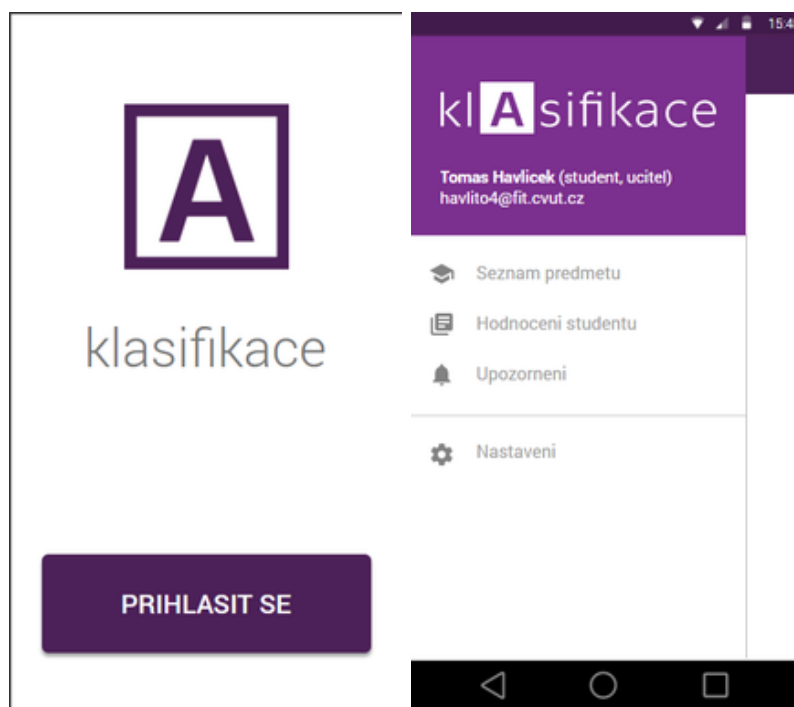 A
klasifikace
PRIHLASIT SE
15:4
klAsifikace
Tomas Havlicek (student, ucitel)
havlito4@fit.cvut.cz
Seznam predmetu
Hodnoceni studentu
Upozorneni
Nastaveni